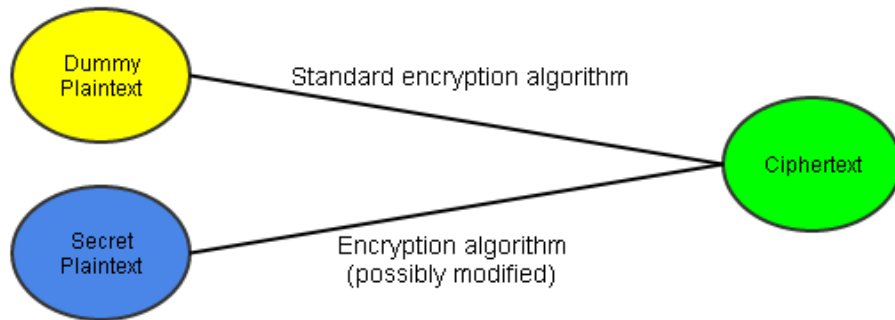 Dummy
Plaintext
Standard encryption algorithm
Ciphertext
Secret
Plaintext
Encryption algorithm
(possibly modified)